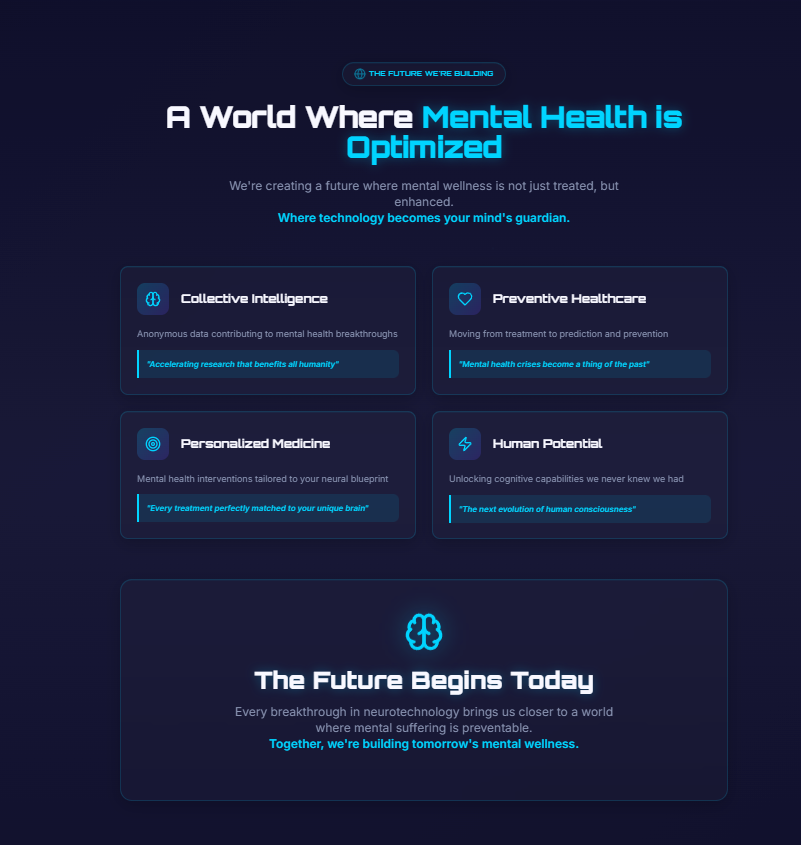 THE FUTURE WE'RE BUILDING
A World Where Mental Health is
Optimized
We're creating a future where mental wellness is not just treated, but
enhanced.
Where technology becomes your mind's guardian.
Collective Intelligence
Anonymous data contributing to mental health breakthroughs
"Accelerating research that benefits all humanity"
Preventive Healthcare
Moving from treatment to prediction and prevention
"Mental health crises become a thing of the past"
Personalized Medicine
Mental health interventions tailored to your neural blueprint
"Every treatment perfectly matched to your unique brain"
Human Potential
Unlocking cognitive capabilities we never knew we had
"The next evolution of human consciousness"
The Future Begins Today
Every breakthrough in neurotechnology brings us closer to a world
where mental suffering is preventable.
Together, we're building tomorrow's mental wellness.